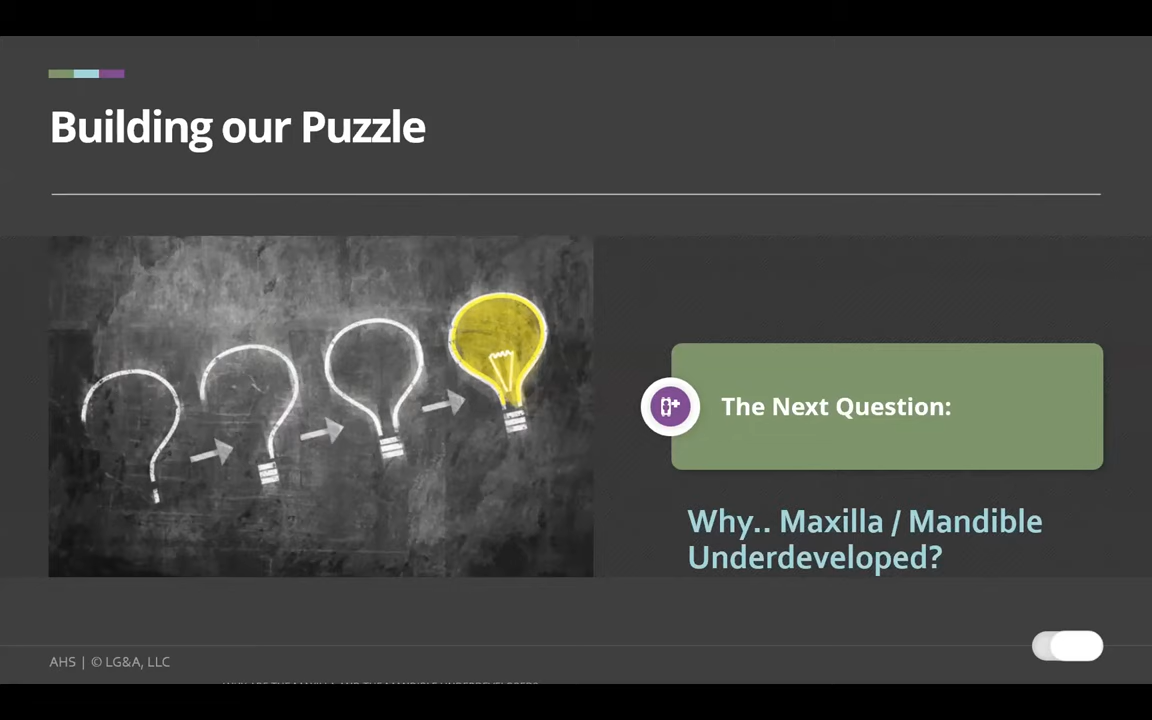 Building our Puzzle
The Next Question:
Why.. Maxilla / Mandible
Underdeveloped?
AHS | © LG&A, LLC